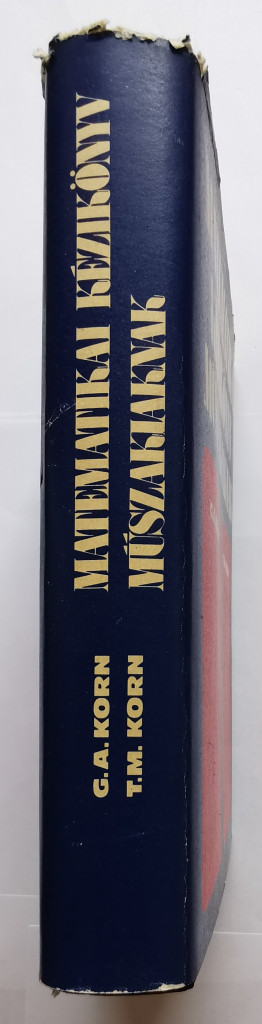 G.A. KORN
T.M. KORN
MATEMATIKAI KÉZIKÖNYV
MŰSZAKIAKNAK